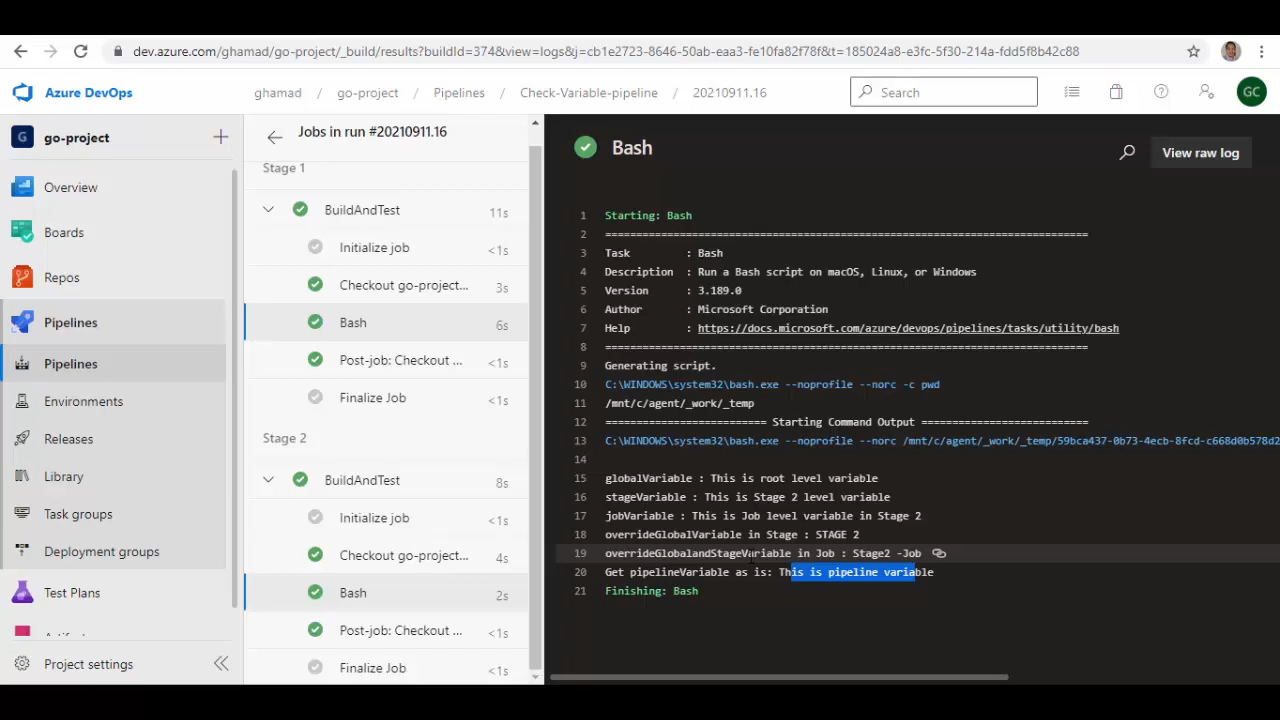 dev.azure.com/ghamad/go-project/_build/results?buildId=374&view=logs&j=cb1e2723-8646-50ab-eaa3-fe10fa82f78f&t=185024a8-e3fc-5f30-214a-fdd5f8b42c88
Azure DevOps
ghamad / go-project / Pipelines / Check-Variable-pipeline / 20210911.16
Search
GC
G go-project
Overview
Boards
Repos
Pipelines
Pipelines
Environments
Releases
Library
Task groups
Deployment groups
Test Plans
Project settings
Jobs in run #20210911.16
Stage 1
BuildAndTest 11s
Initialize job <1s
Checkout go-project... 3s
Bash 6s
Post-job: Checkout ... <1s
Finalize Job <1s
Stage 2
BuildAndTest 8s
Initialize job <1s
Checkout go-project... 4s
Bash 2s
Post-job: Checkout ... <1s
Finalize Job <1s
Bash
View raw log
1 Starting: Bash
2 ==============================================================================
3 Task : Bash
4 Description : Run a Bash script on macOS, Linux, or Windows
5 Version : 3.189.0
6 Author : Microsoft Corporation
7 Help : https://docs.microsoft.com/azure/devops/pipelines/tasks/utility/bash
8 ==============================================================================
9 Generating script.
10 C:\WINDOWS\system32\bash.exe --noprofile --norc -c pwd
11 /mnt/c/agent/_work/_temp
12 ========================== Starting Command Output ===========================
13 C:\WINDOWS\system32\bash.exe --noprofile --norc /mnt/c/agent/_work/_temp/59bca437-0b73-4ecb-8fcd-c668d0b578d2
14
15 globalVariable : This is root level variable
16 stageVariable : This is Stage 2 level variable
17 jobVariable : This is Job level variable in Stage 2
18 overrideGlobalVariable in Stage : STAGE 2
19 overrideGlobalandStageVariable in Job : Stage2 -Job
20 Get pipelineVariable as is: This is pipeline variable
21 Finishing: Bash